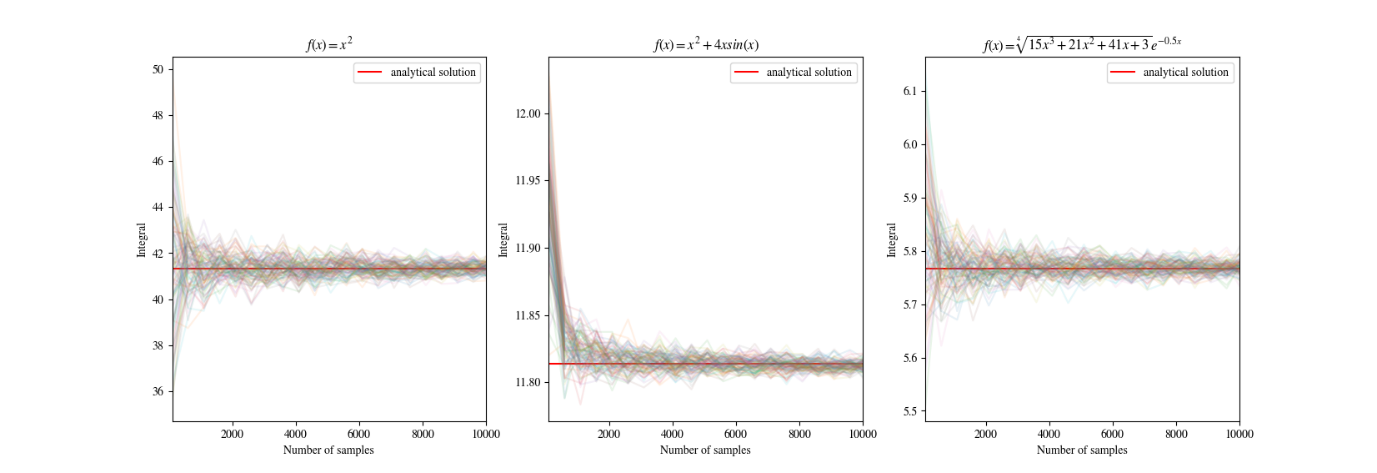 f(x) = x²
analytical solution
50
48
46
44
42
40
38
36
Integral
2000 4000 6000 8000 10000
Number of samples
f(x) = x² + 4xsin(x)
analytical solution
12.00
11.95
11.90
11.85
11.80
Integral
2000 4000 6000 8000 10000
Number of samples
f(x) = ∜(15x³ + 21x² + 41x + 3) e^{-0.5x}
analytical solution
6.1
6.0
5.9
5.8
5.7
5.6
5.5
Integral
2000 4000 6000 8000 10000
Number of samples